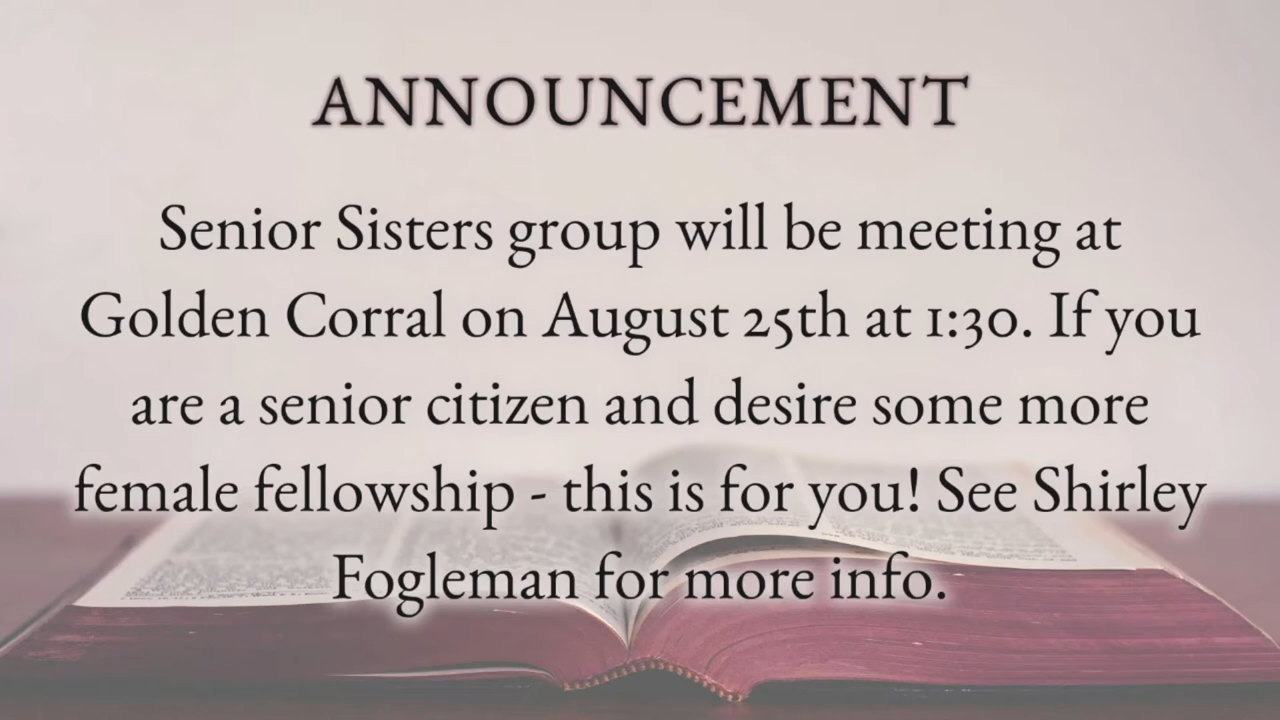 ANNOUNCEMENT
Senior Sisters group will be meeting at
Golden Corral on August 25th at 1:30. If you
are a senior citizen and desire some more
female fellowship - this is for you! See Shirley
Fogleman for more info.